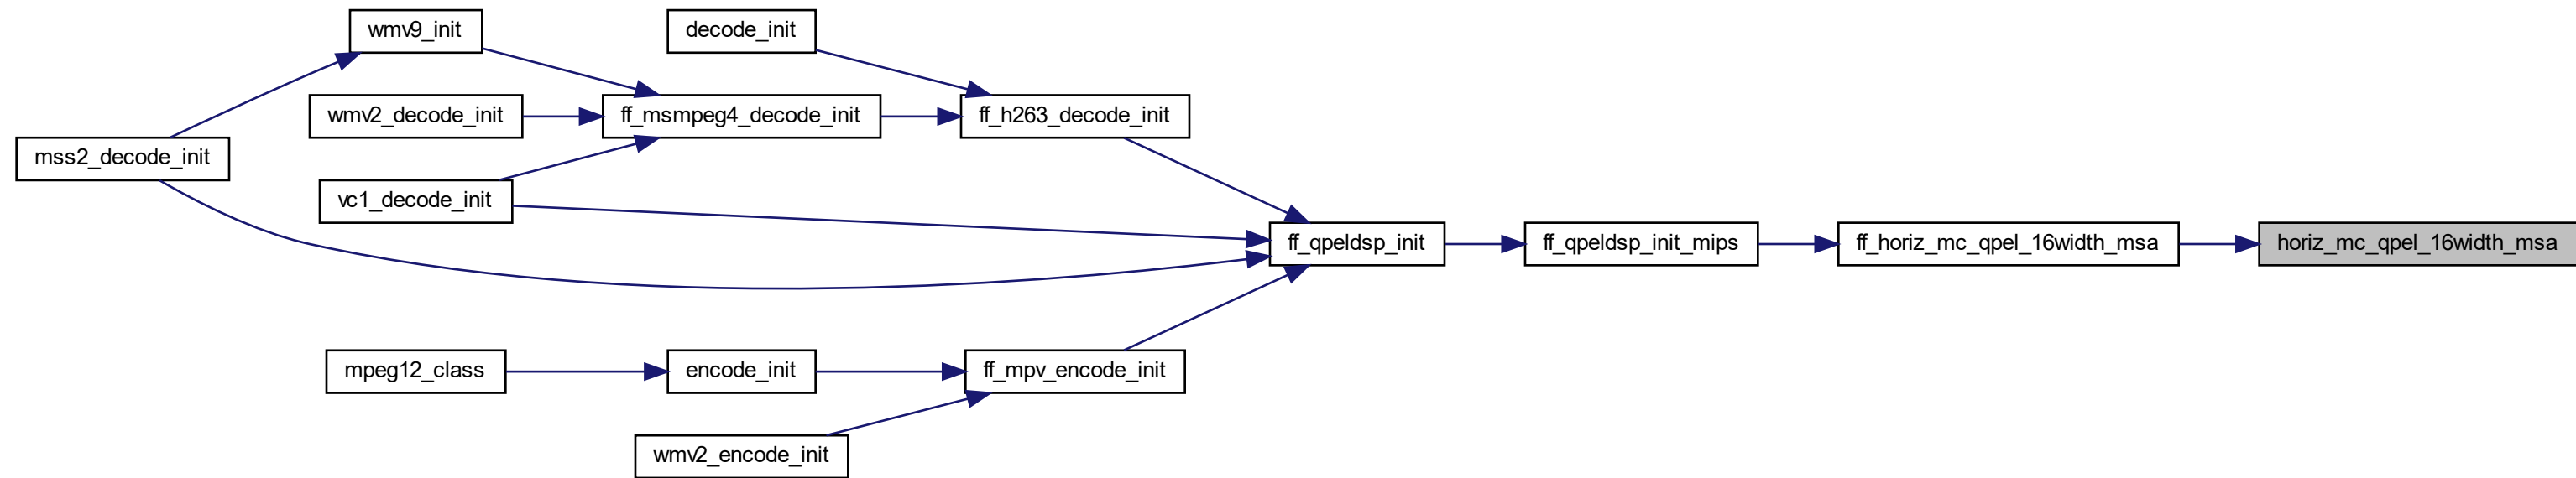 wmv9_init
decode_init
wmv2_decode_init
ff_msmpeg4_decode_init
ff_h263_decode_init
mss2_decode_init
vc1_decode_init
ff_qpeldsp_init
ff_qpeldsp_init_mips
ff_horiz_mc_qpel_16width_msa
horiz_mc_qpel_16width_msa
mpeg12_class
encode_init
ff_mpv_encode_init
wmv2_encode_init